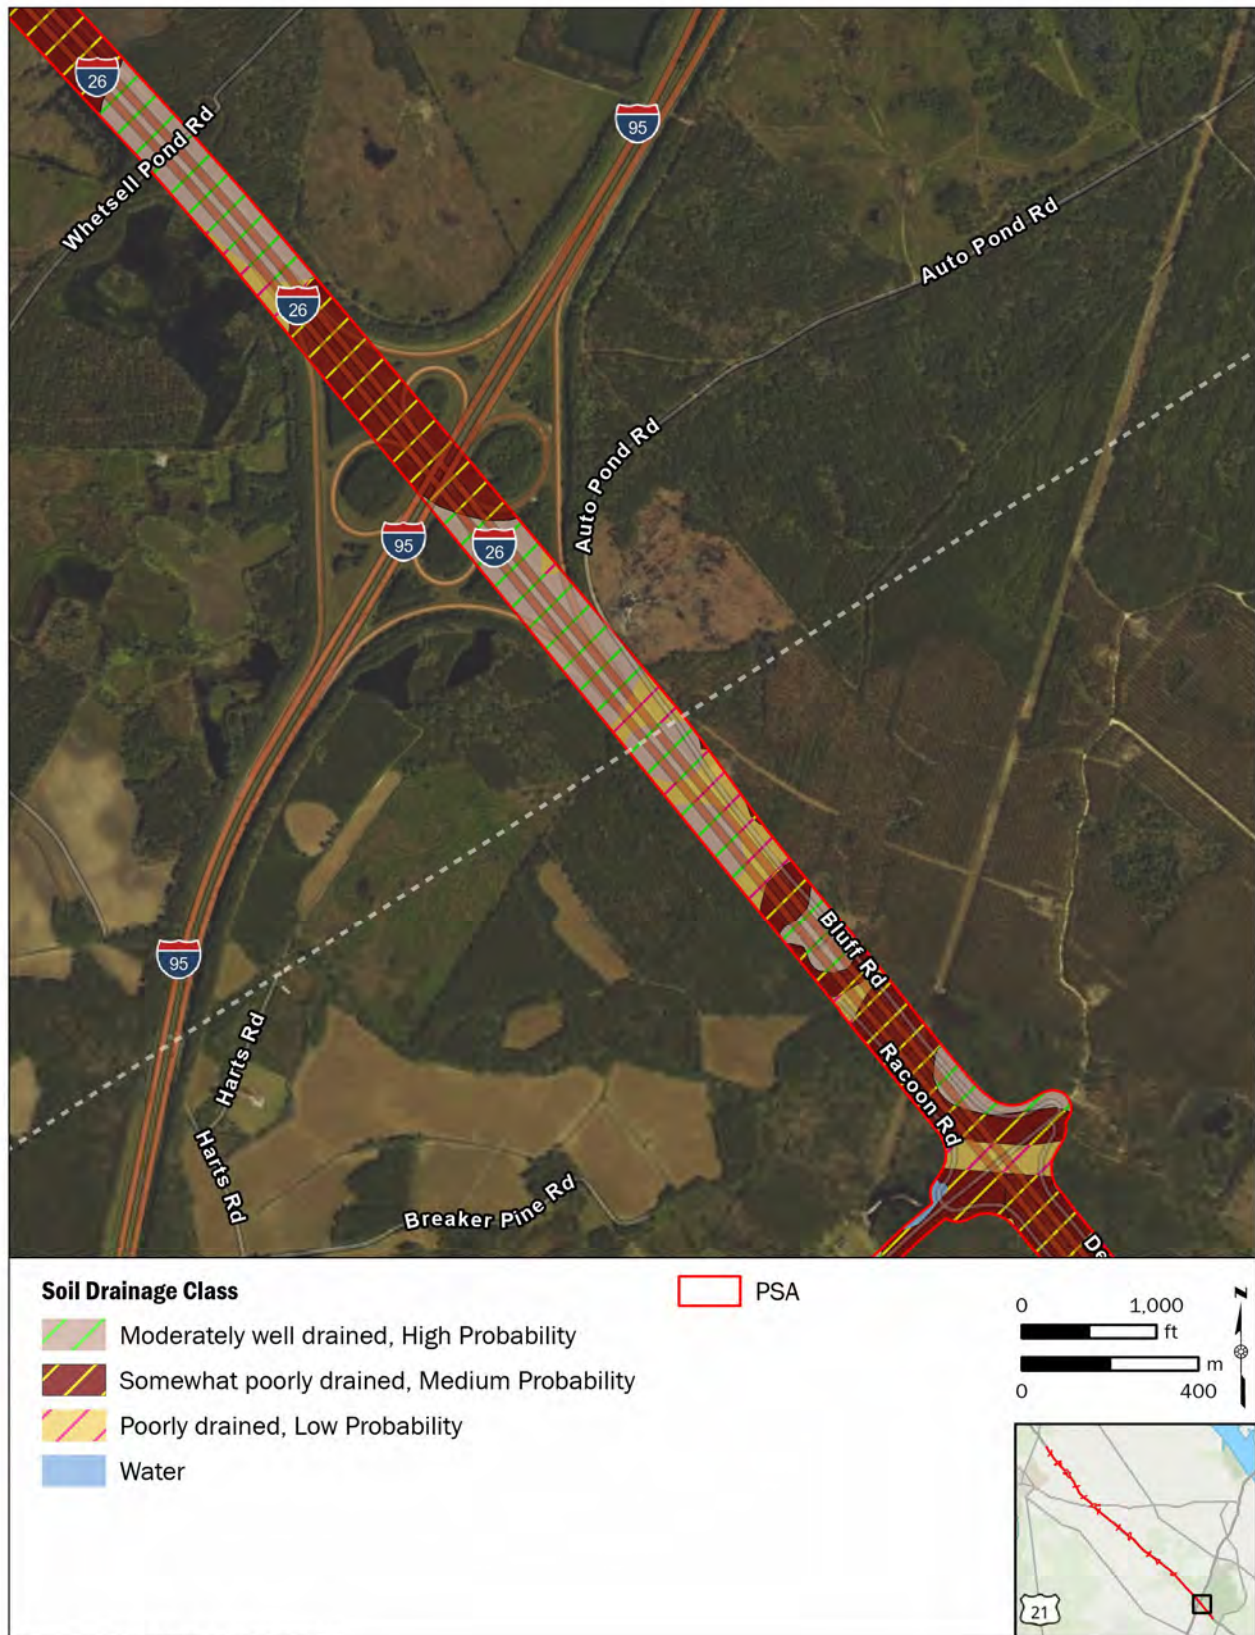 26
95
Whetsell Pond Rd
Auto Pond Rd
26
Auto Pond Rd
95
26
Bluff Rd
95
Racoon Rd
Harts Rd
Harts Rd
Breaker Pine Rd
De
Soil Drainage Class
Moderately well drained, High Probability
Somewhat poorly drained, Medium Probability
Poorly drained, Low Probability
Water
PSA
0 1,000
ft
m
0 400
N
21